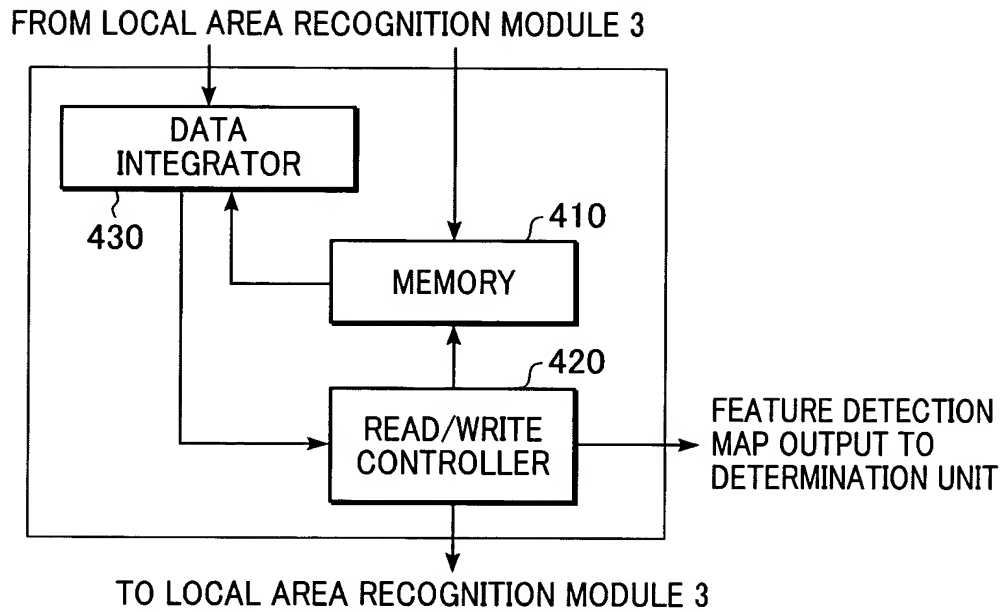 FROM LOCAL AREA RECOGNITION MODULE 3
DATA
INTEGRATOR
430
410
MEMORY
420
READ/WRITE
CONTROLLER
FEATURE DETECTION
MAP OUTPUT TO
DETERMINATION UNIT
TO LOCAL AREA RECOGNITION MODULE 3